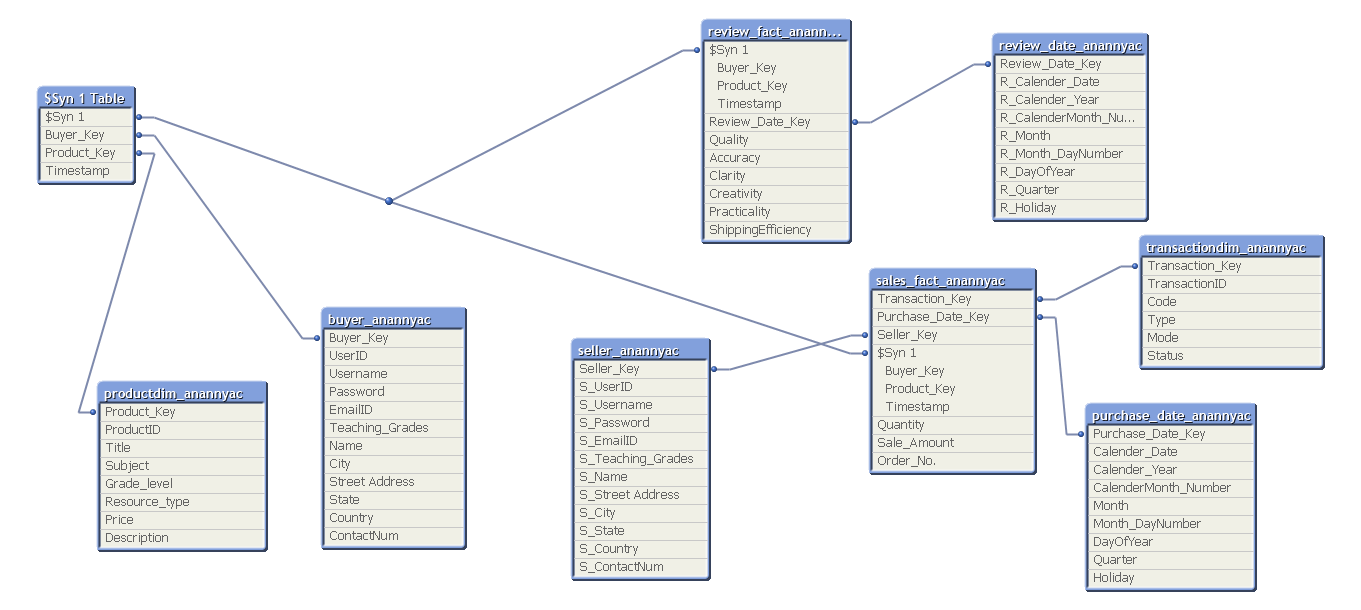 $Syn 1 Table
$Syn 1
Buyer_Key
Product_Key
Timestamp
review_fact_anann...
$Syn 1
Buyer_Key
Product_Key
Timestamp
Review_Date_Key
Quality
Accuracy
Clarity
Creativity
Practicality
ShippingEfficiency
review_date_anannyac
Review_Date_Key
R_Calender_Date
R_Calender_Year
R_CalenderMonth_Nu...
R_Month
R_Month_DayNumber
R_DayOfYear
R_Quarter
R_Holiday
productdim_anannyac
Product_Key
ProductID
Title
Subject
Grade_level
Resource_type
Price
Description
buyer_anannyac
Buyer_Key
UserID
Username
Password
EmailID
Teaching_Grades
Name
City
Street Address
State
Country
ContactNum
seller_anannyac
Seller_Key
S_UserID
S_Username
S_Password
S_EmailID
S_Teaching_Grades
S_Name
S_Street Address
S_City
S_State
S_Country
S_ContactNum
sales_fact_anannyac
Transaction_Key
Purchase_Date_Key
Seller_Key
$Syn 1
Buyer_Key
Product_Key
Timestamp
Quantity
Sale_Amount
Order_No.
transactiondim_anannyac
Transaction_Key
TransactionID
Code
Type
Mode
Status
purchase_date_anannyac
Purchase_Date_Key
Calender_Date
Calender_Year
CalenderMonth_Number
Month
Month_DayNumber
DayOfYear
Quarter
Holiday